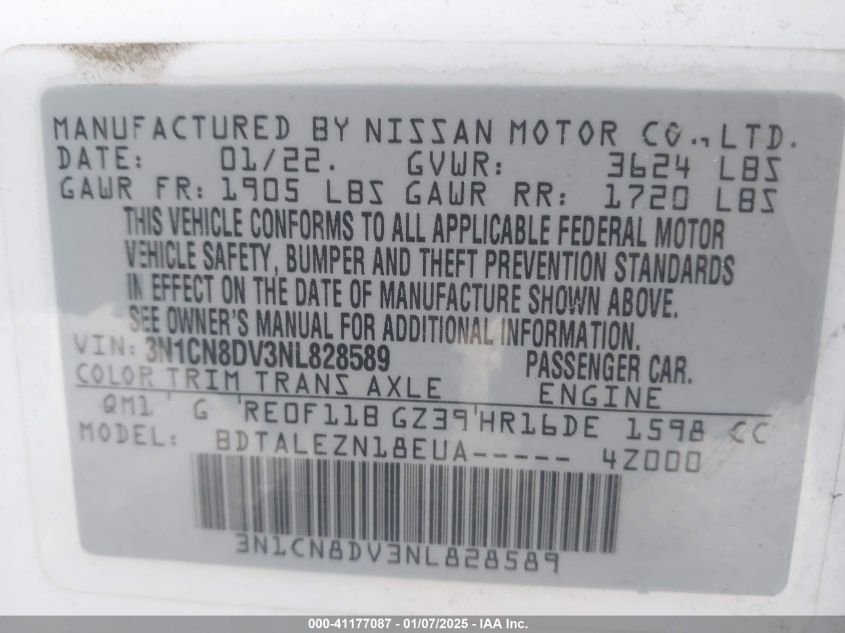 MANUFACTURED BY NISSAN MOTOR CO., LTD.
DATE: 01/22. GVWR: 3624 LBS
GAWR FR: 1905 LBS GAWR RR: 1720 LBS
THIS VEHICLE CONFORMS TO ALL APPLICABLE FEDERAL MOTOR
VEHICLE SAFETY, BUMPER AND THEFT PREVENTION STANDARDS
IN EFFECT ON THE DATE OF MANUFACTURE SHOWN ABOVE.
SEE OWNER'S MANUAL FOR ADDITIONAL INFORMATION.
VIN: 3N1CN8DV3NL828589 PASSENGER CAR.
COLOR TRIM TRANS AXLE ENGINE
QM1 G RE0F11B GZ39 HR16DE 1598 CC
MODEL: BDTALEZN18EUA----- 4Z000
3N1CN8DV3NL828589
000-41177087 - 01/07/2025 - IAA Inc.